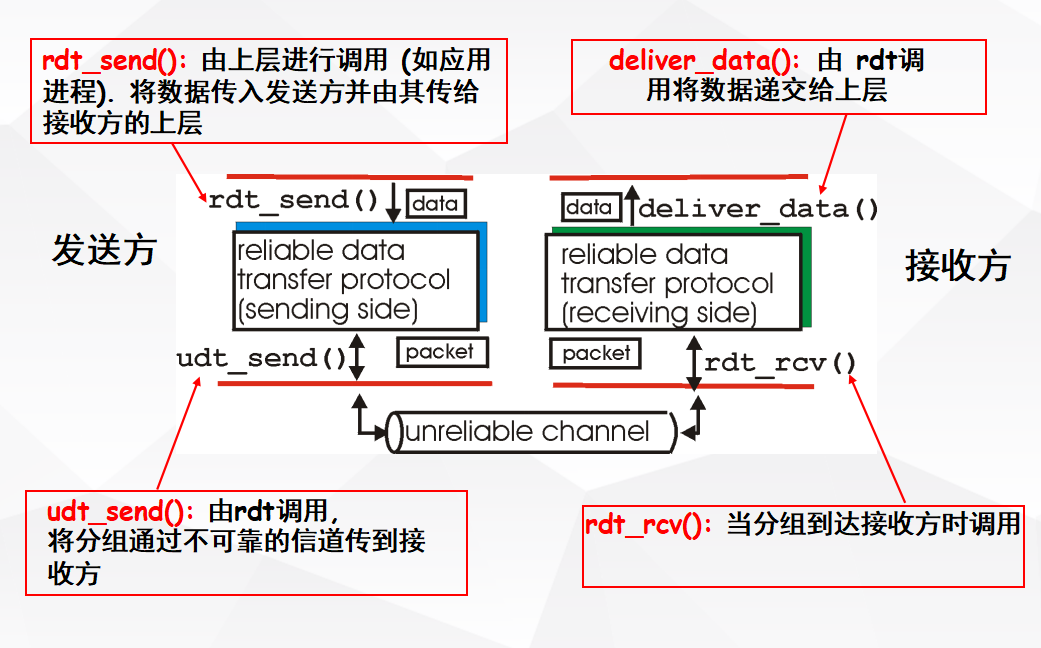 rdt_send(): 由上层进行调用 (如应用
进程). 将数据传入发送方并由其传给
接收方的上层
deliver_data(): 由 rdt调
用将数据递交给上层
rdt_send()
data
data
deliver_data()
发送方
reliable data
transfer protocol
(sending side)
reliable data
transfer protocol
(receiving side)
接收方
udt_send()
packet
packet
rdt_rcv()
unreliable channel
udt_send(): 由rdt调用,
将分组通过不可靠的信道传到接
收方
rdt_rcv(): 当分组到达接收方时调用